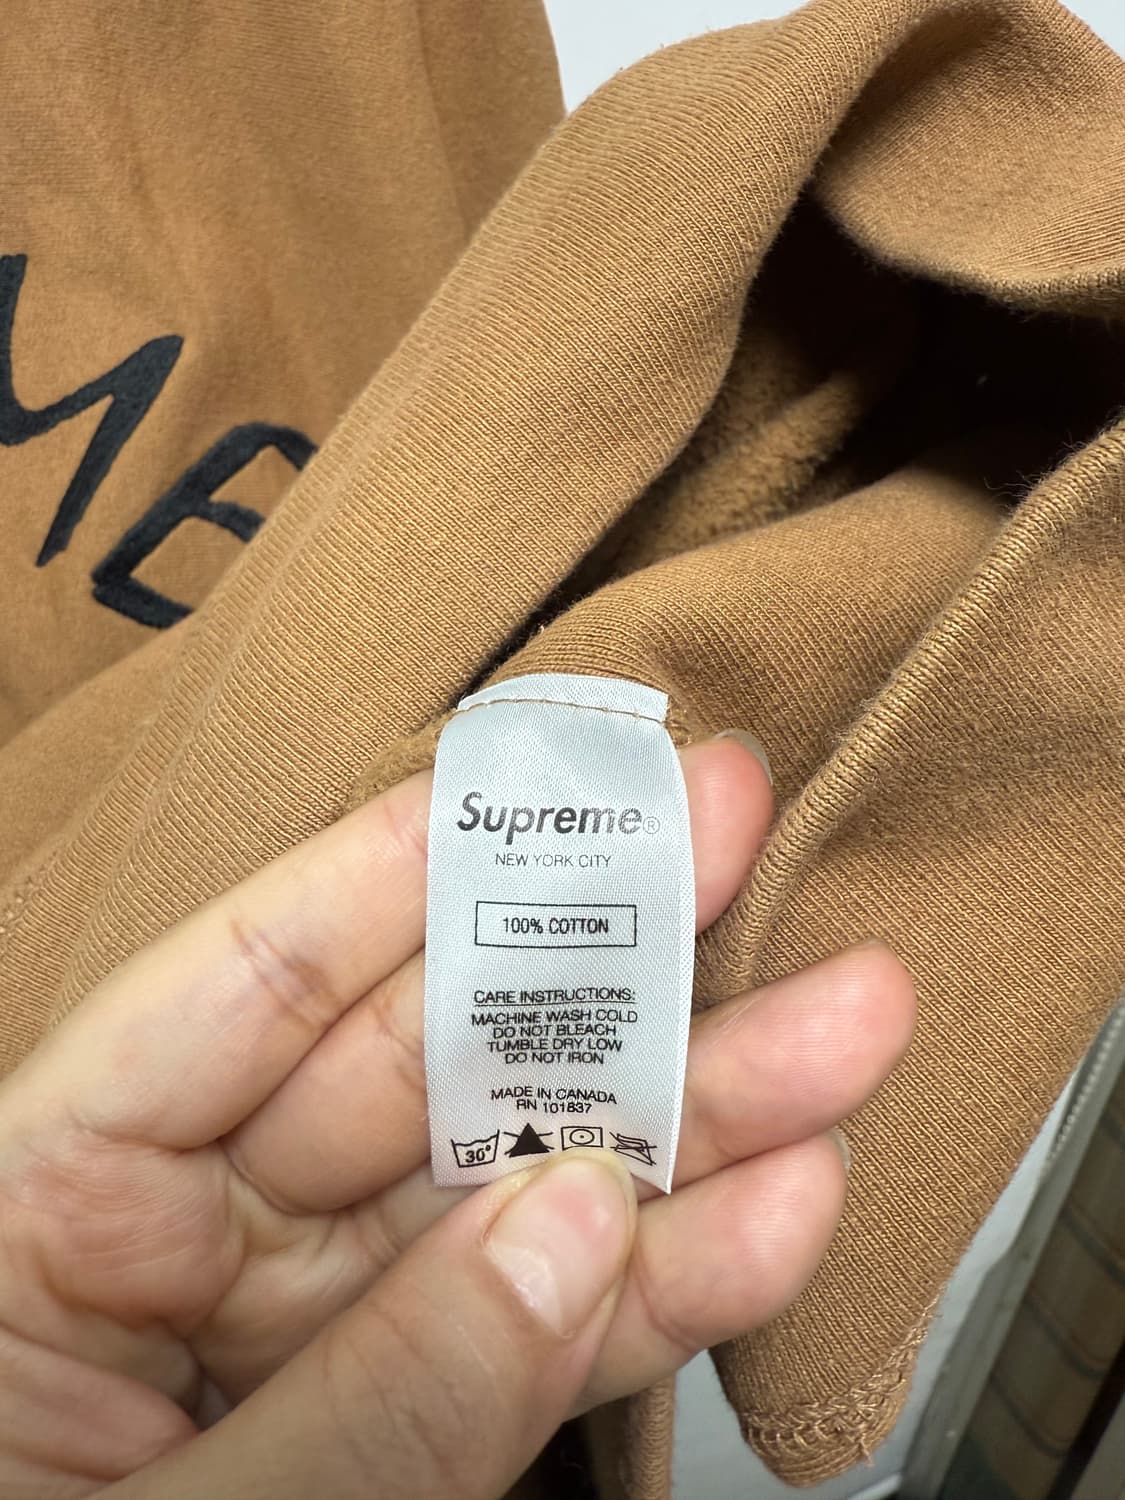 ME
Supreme®
NEW YORK CITY
100% COTTON
CARE INSTRUCTIONS:
MACHINE WASH COLD
DO NOT BLEACH
TUMBLE DRY LOW
DO NOT IRON
MADE IN CANADA
RN 101837
30°